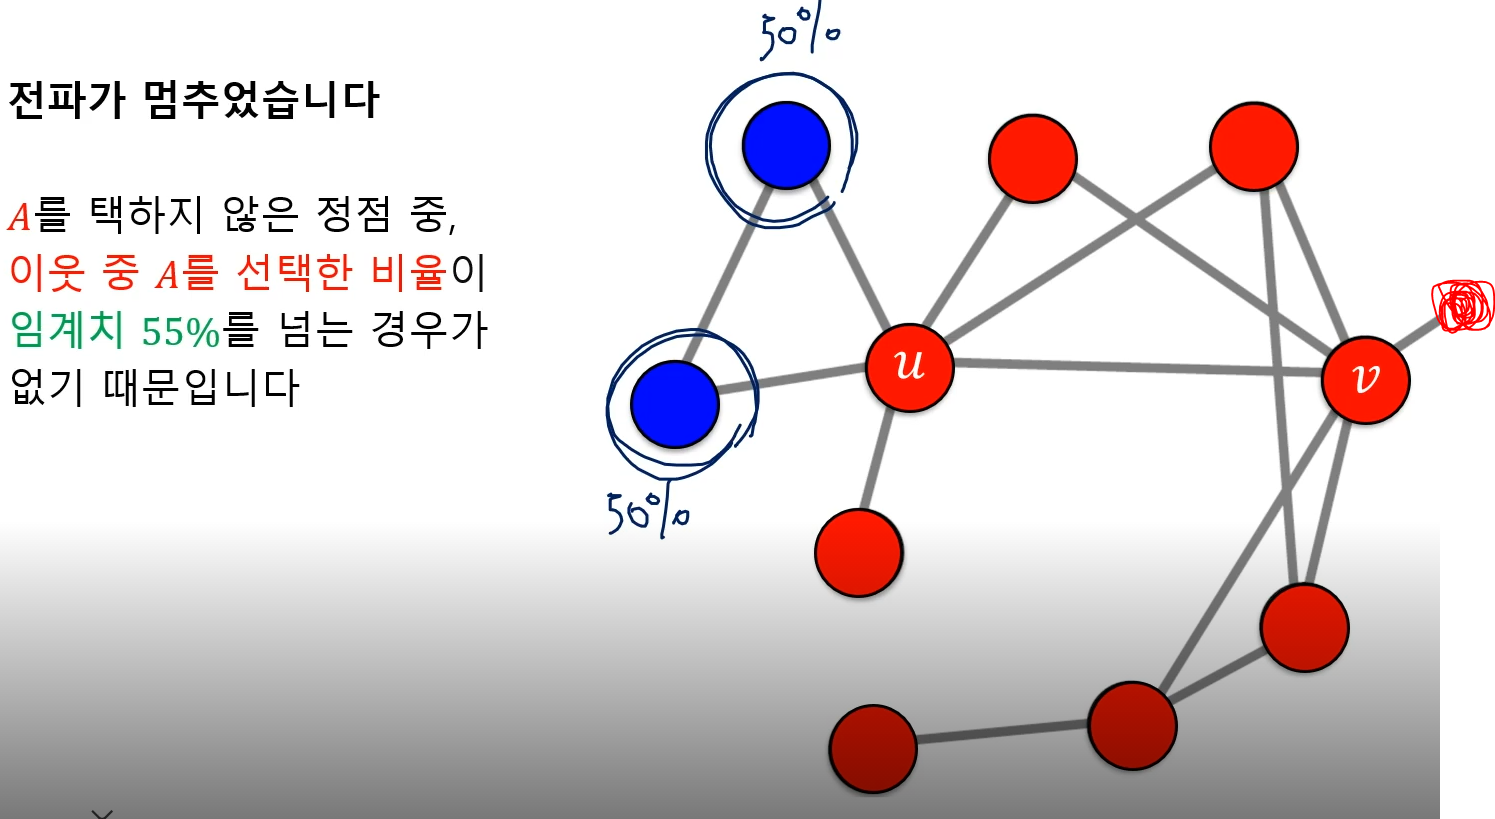 50%
전파가 멈추었습니다
A를 택하지 않은 정점 중,
이웃 중 A를 선택한 비율이
임계치 55%를 넘는 경우가
없기 때문입니다
u
v
50%